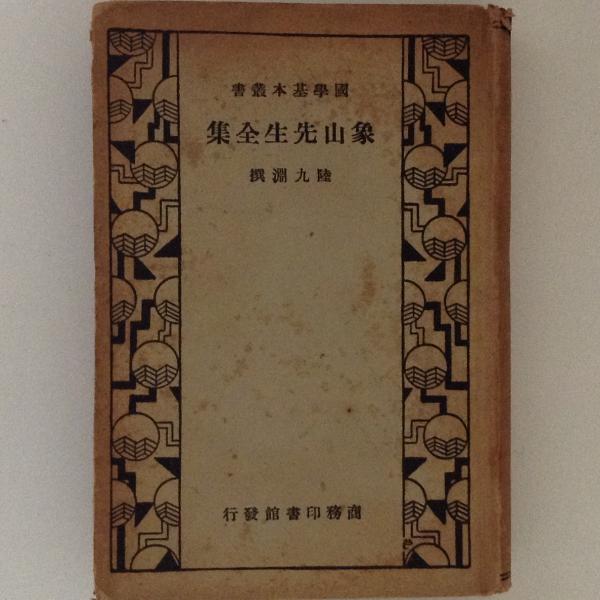 國學基本叢書
象山先生全集
陸九淵撰
商務印書館發行